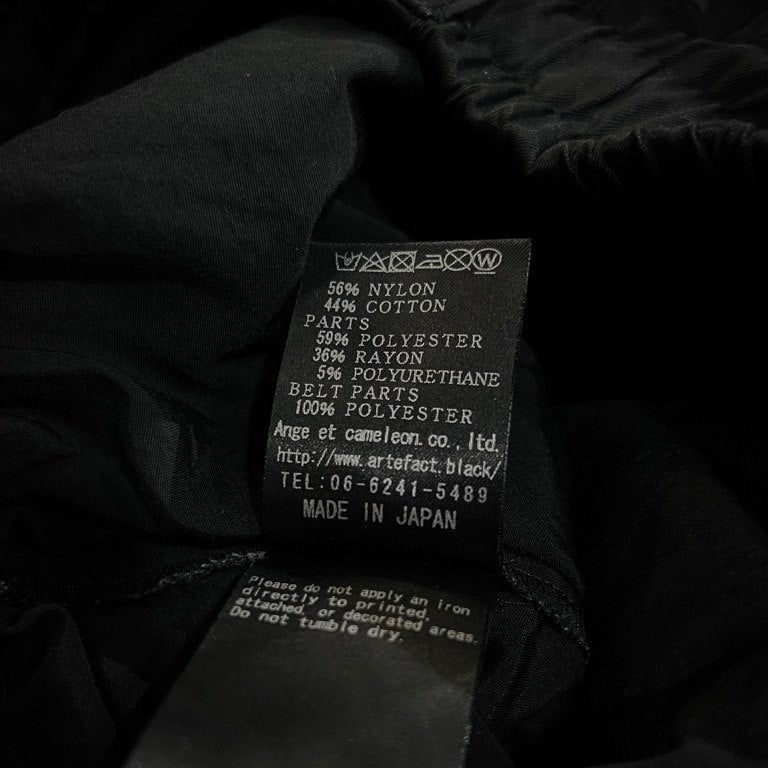 W
56% NYLON
44% COTTON
PARTS
59% POLYESTER
36% RAYON
5% POLYURETHANE
BELT PARTS
100% POLYESTER
Ange et cameleon.co.,ltd.
http://www.artefact.black/
TEL:06-6241-5489
MADE IN JAPAN
Please do not apply an iron
directly to printed,
attached, or decorated areas.
Do not tumble dry.